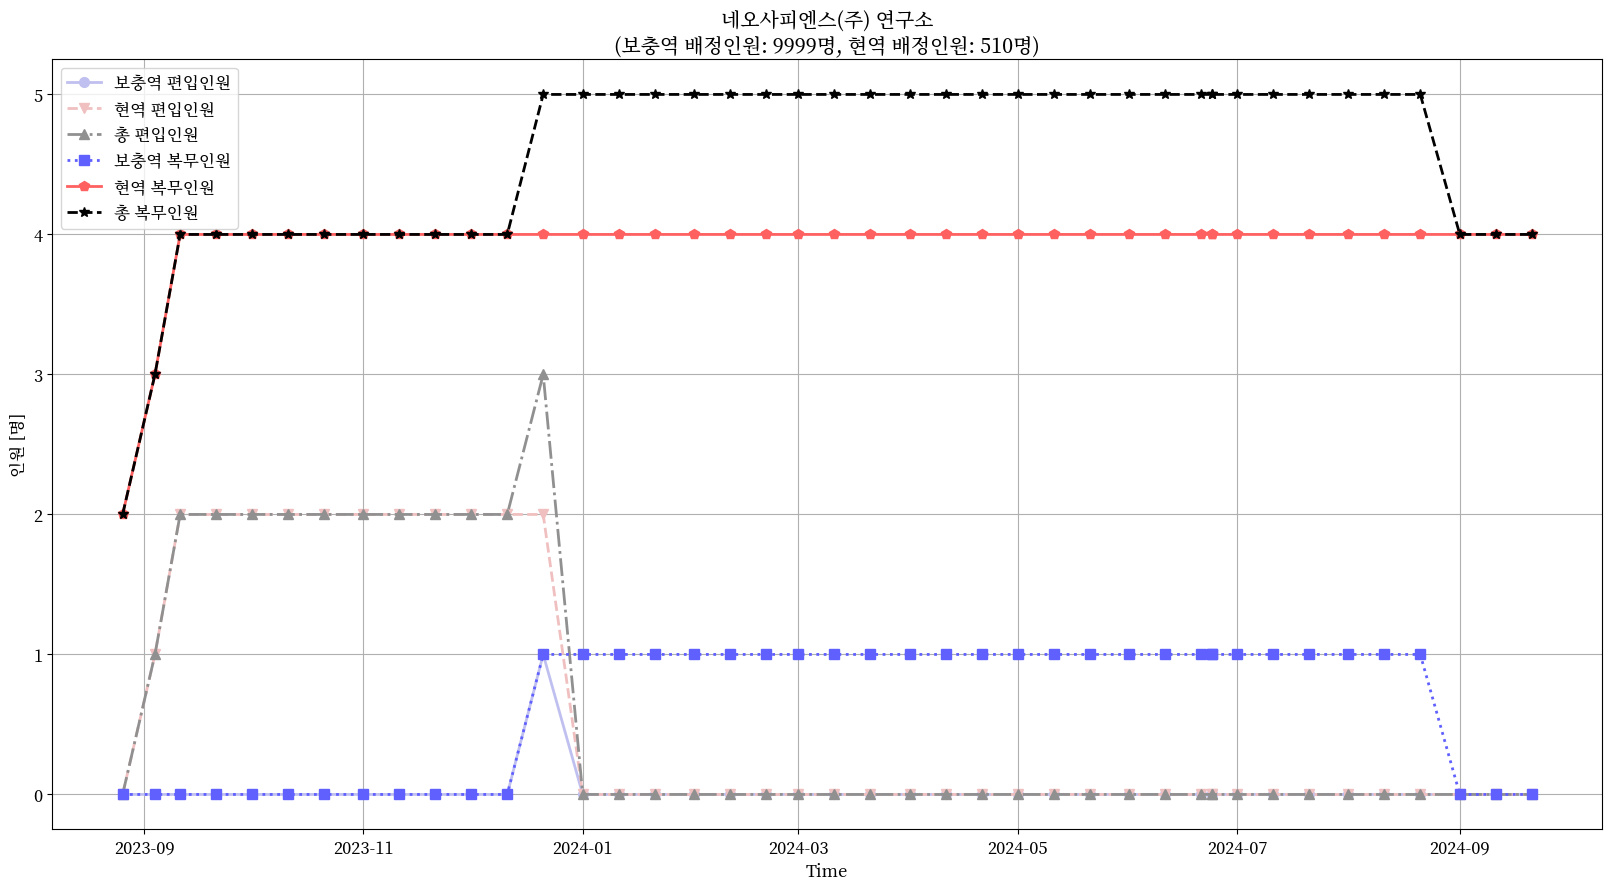 네오사피엔스(주) 연구소
(보충역 배정인원: 9999명, 현역 배정인원: 510명)
보충역 편입인원
현역 편입인원
총 편입인원
보충역 복무인원
현역 복무인원
총 복무인원
인원 [명]
5
4
3
2
1
0
2023-09
2023-11
2024-01
2024-03
2024-05
2024-07
2024-09
Time